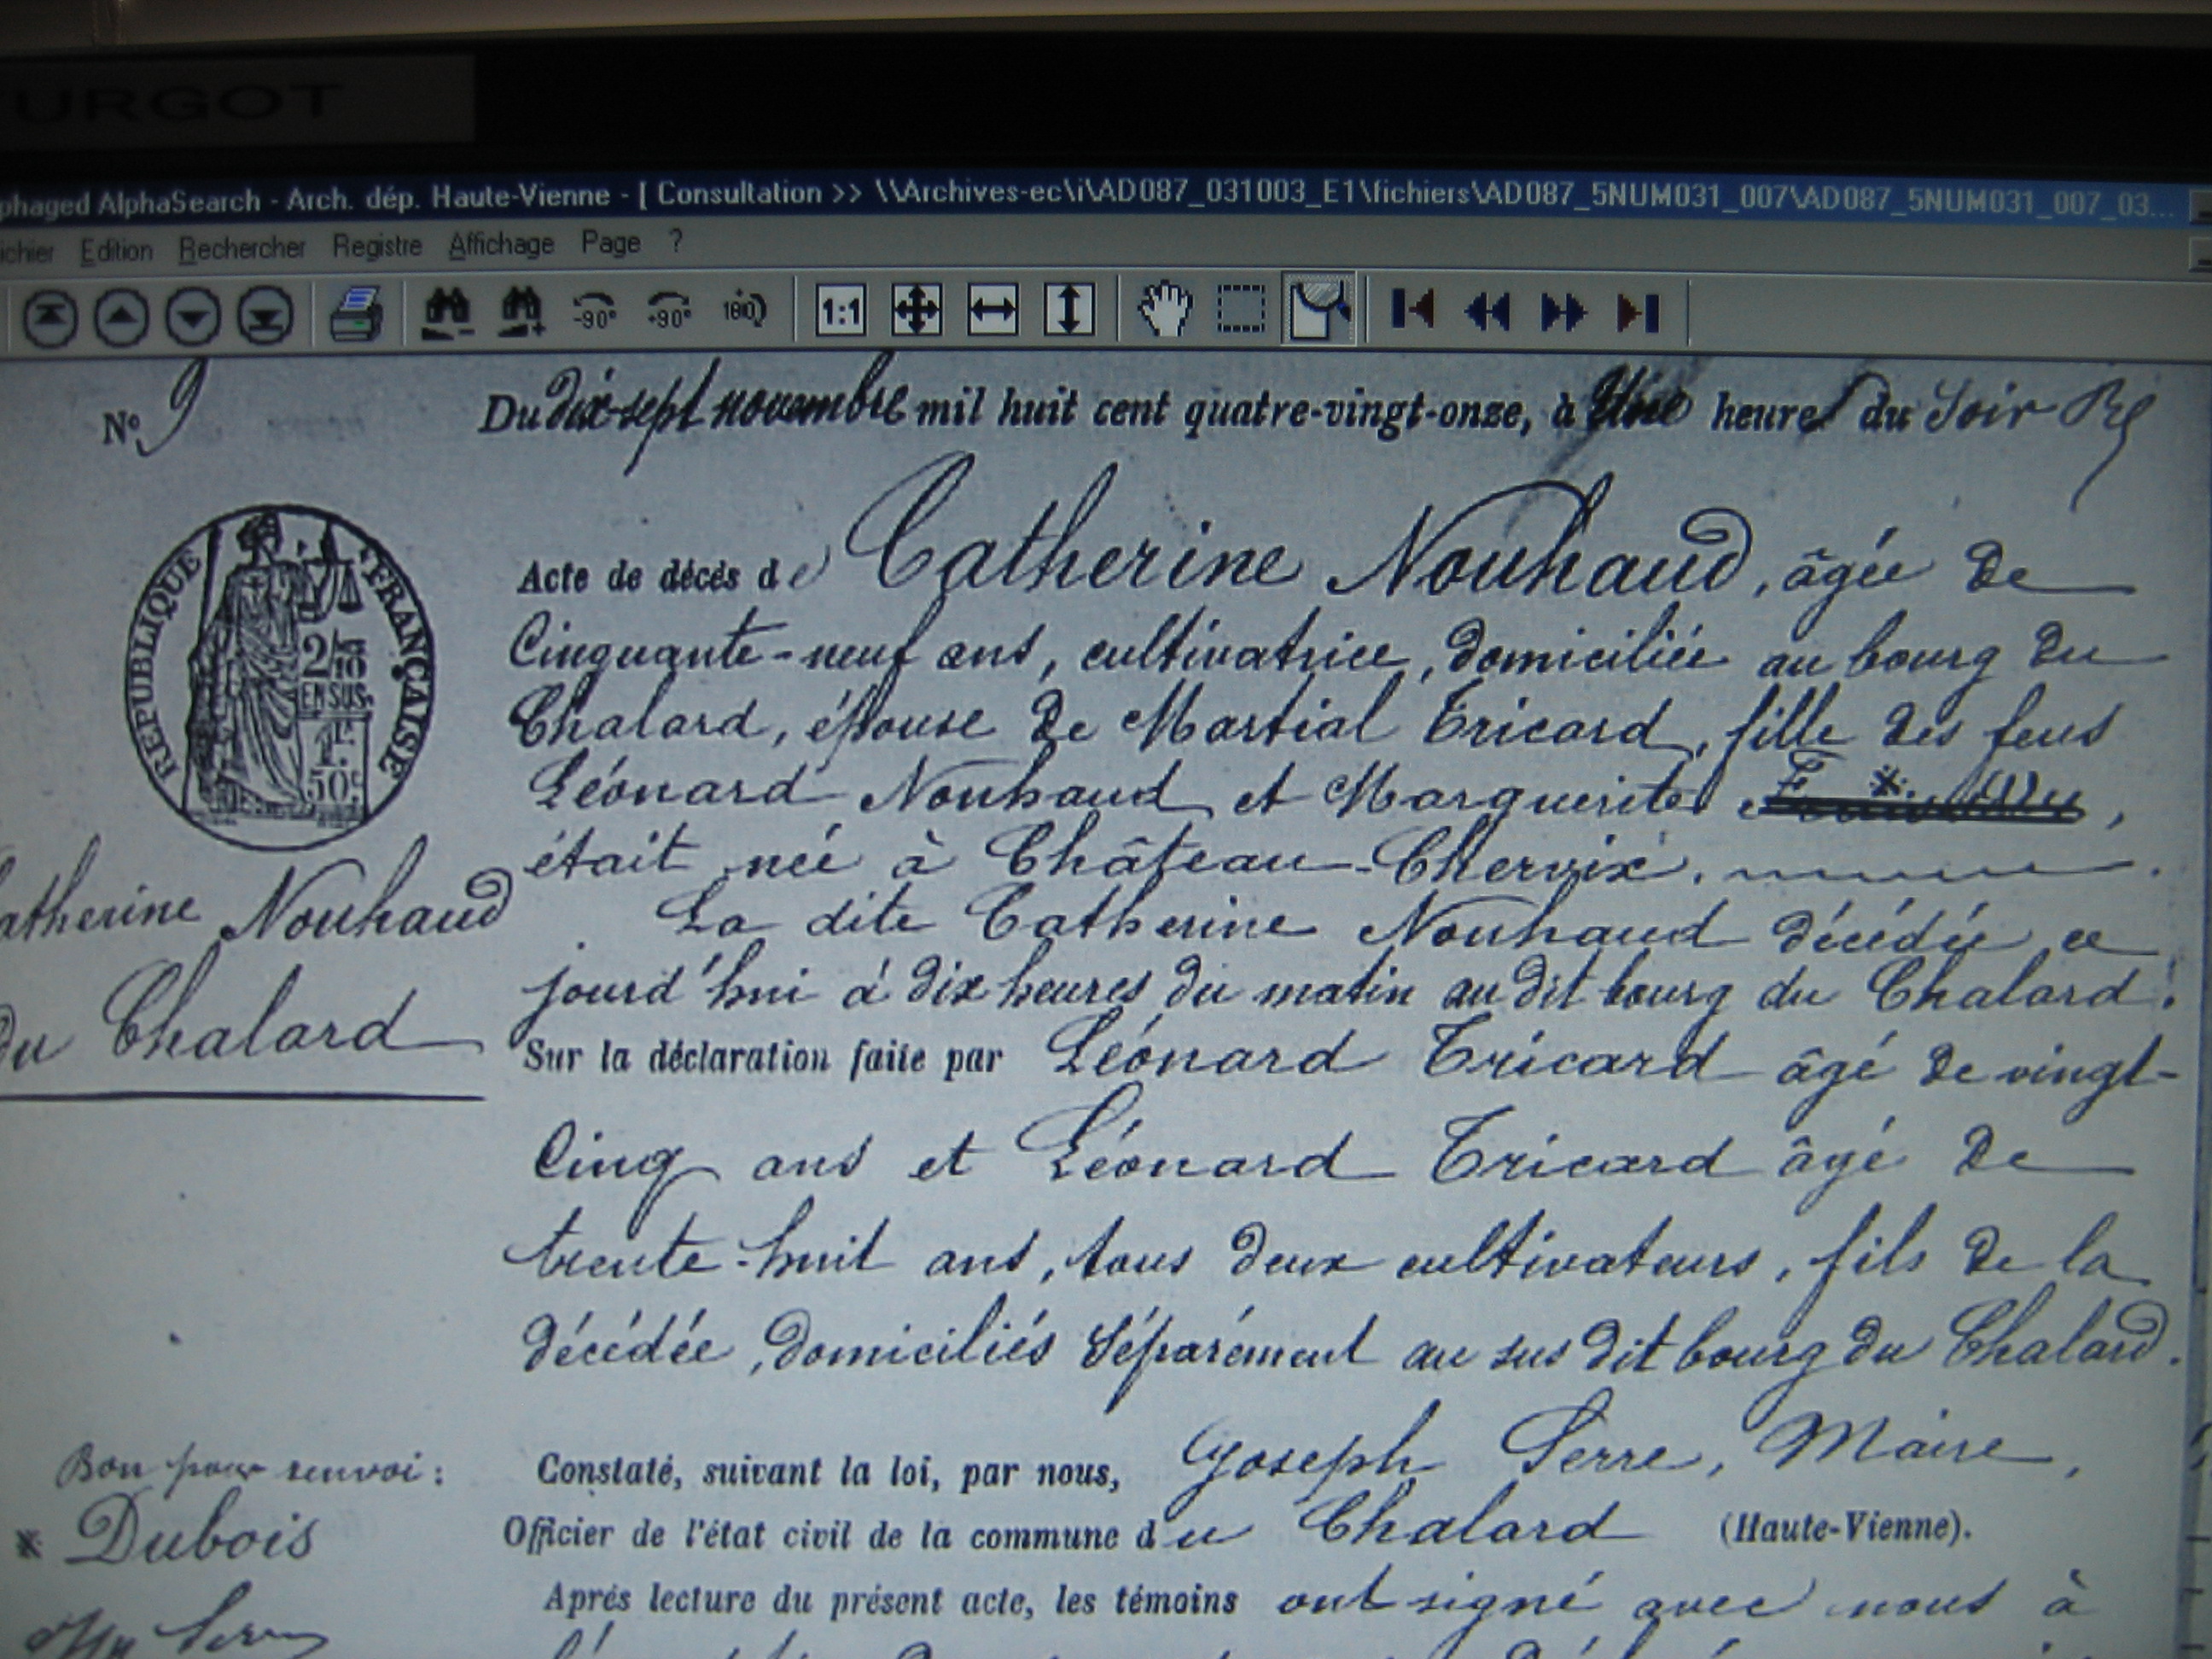 URGOT
phaged AlphaSearch - Arch. dép. Haute-Vienne - [ Consultation >> \\Archives-ec\i\AD087_031003_E1\fichiers\AD087_5NUM031_007\AD087_5NUM031_007_03...
ichier Edition Rechercher Registre Affichage Page ?
-90° +90° 180 1:1
No 9
Du dix-sept novembre mil huit cent quatre-vingt-onze, à Une heure du Soir
REPUBLIQUE FRANÇAISE
2/10
EN SUS
1F
50c
Acte de décés de Catherine Nouhaud, âgée de
Cinquante-neuf ans, cultivatrice, domiciliée au bourg du
Chalard, épouse de Martial Tricard, fille des feus
Léonard Nouhaud et Marguerite *,
était née à Château-Chervix.
La dite Catherine Nouhaud décédée ce
jourd'hui à dix heures du matin au dit bourg du Chalard.
atherine Nouhaud
du Chalard
Sur la déclaration faite par Léonard Tricard âgé de vingt-
Cinq ans et Léonard Tricard âgé de
trente-huit ans, tous deux cultivateurs, fils de la
décédée, domiciliés séparément au sus dit bourg du Chalard.
Constaté, suivant la loi, par nous, Joseph Serre, Maire,
Officier de l'état civil de la commune du Chalard (Haute-Vienne).
Aprés lecture du présent acte, les témoins ont signé avec nous à
Bon pour renvoi :
* Dubois